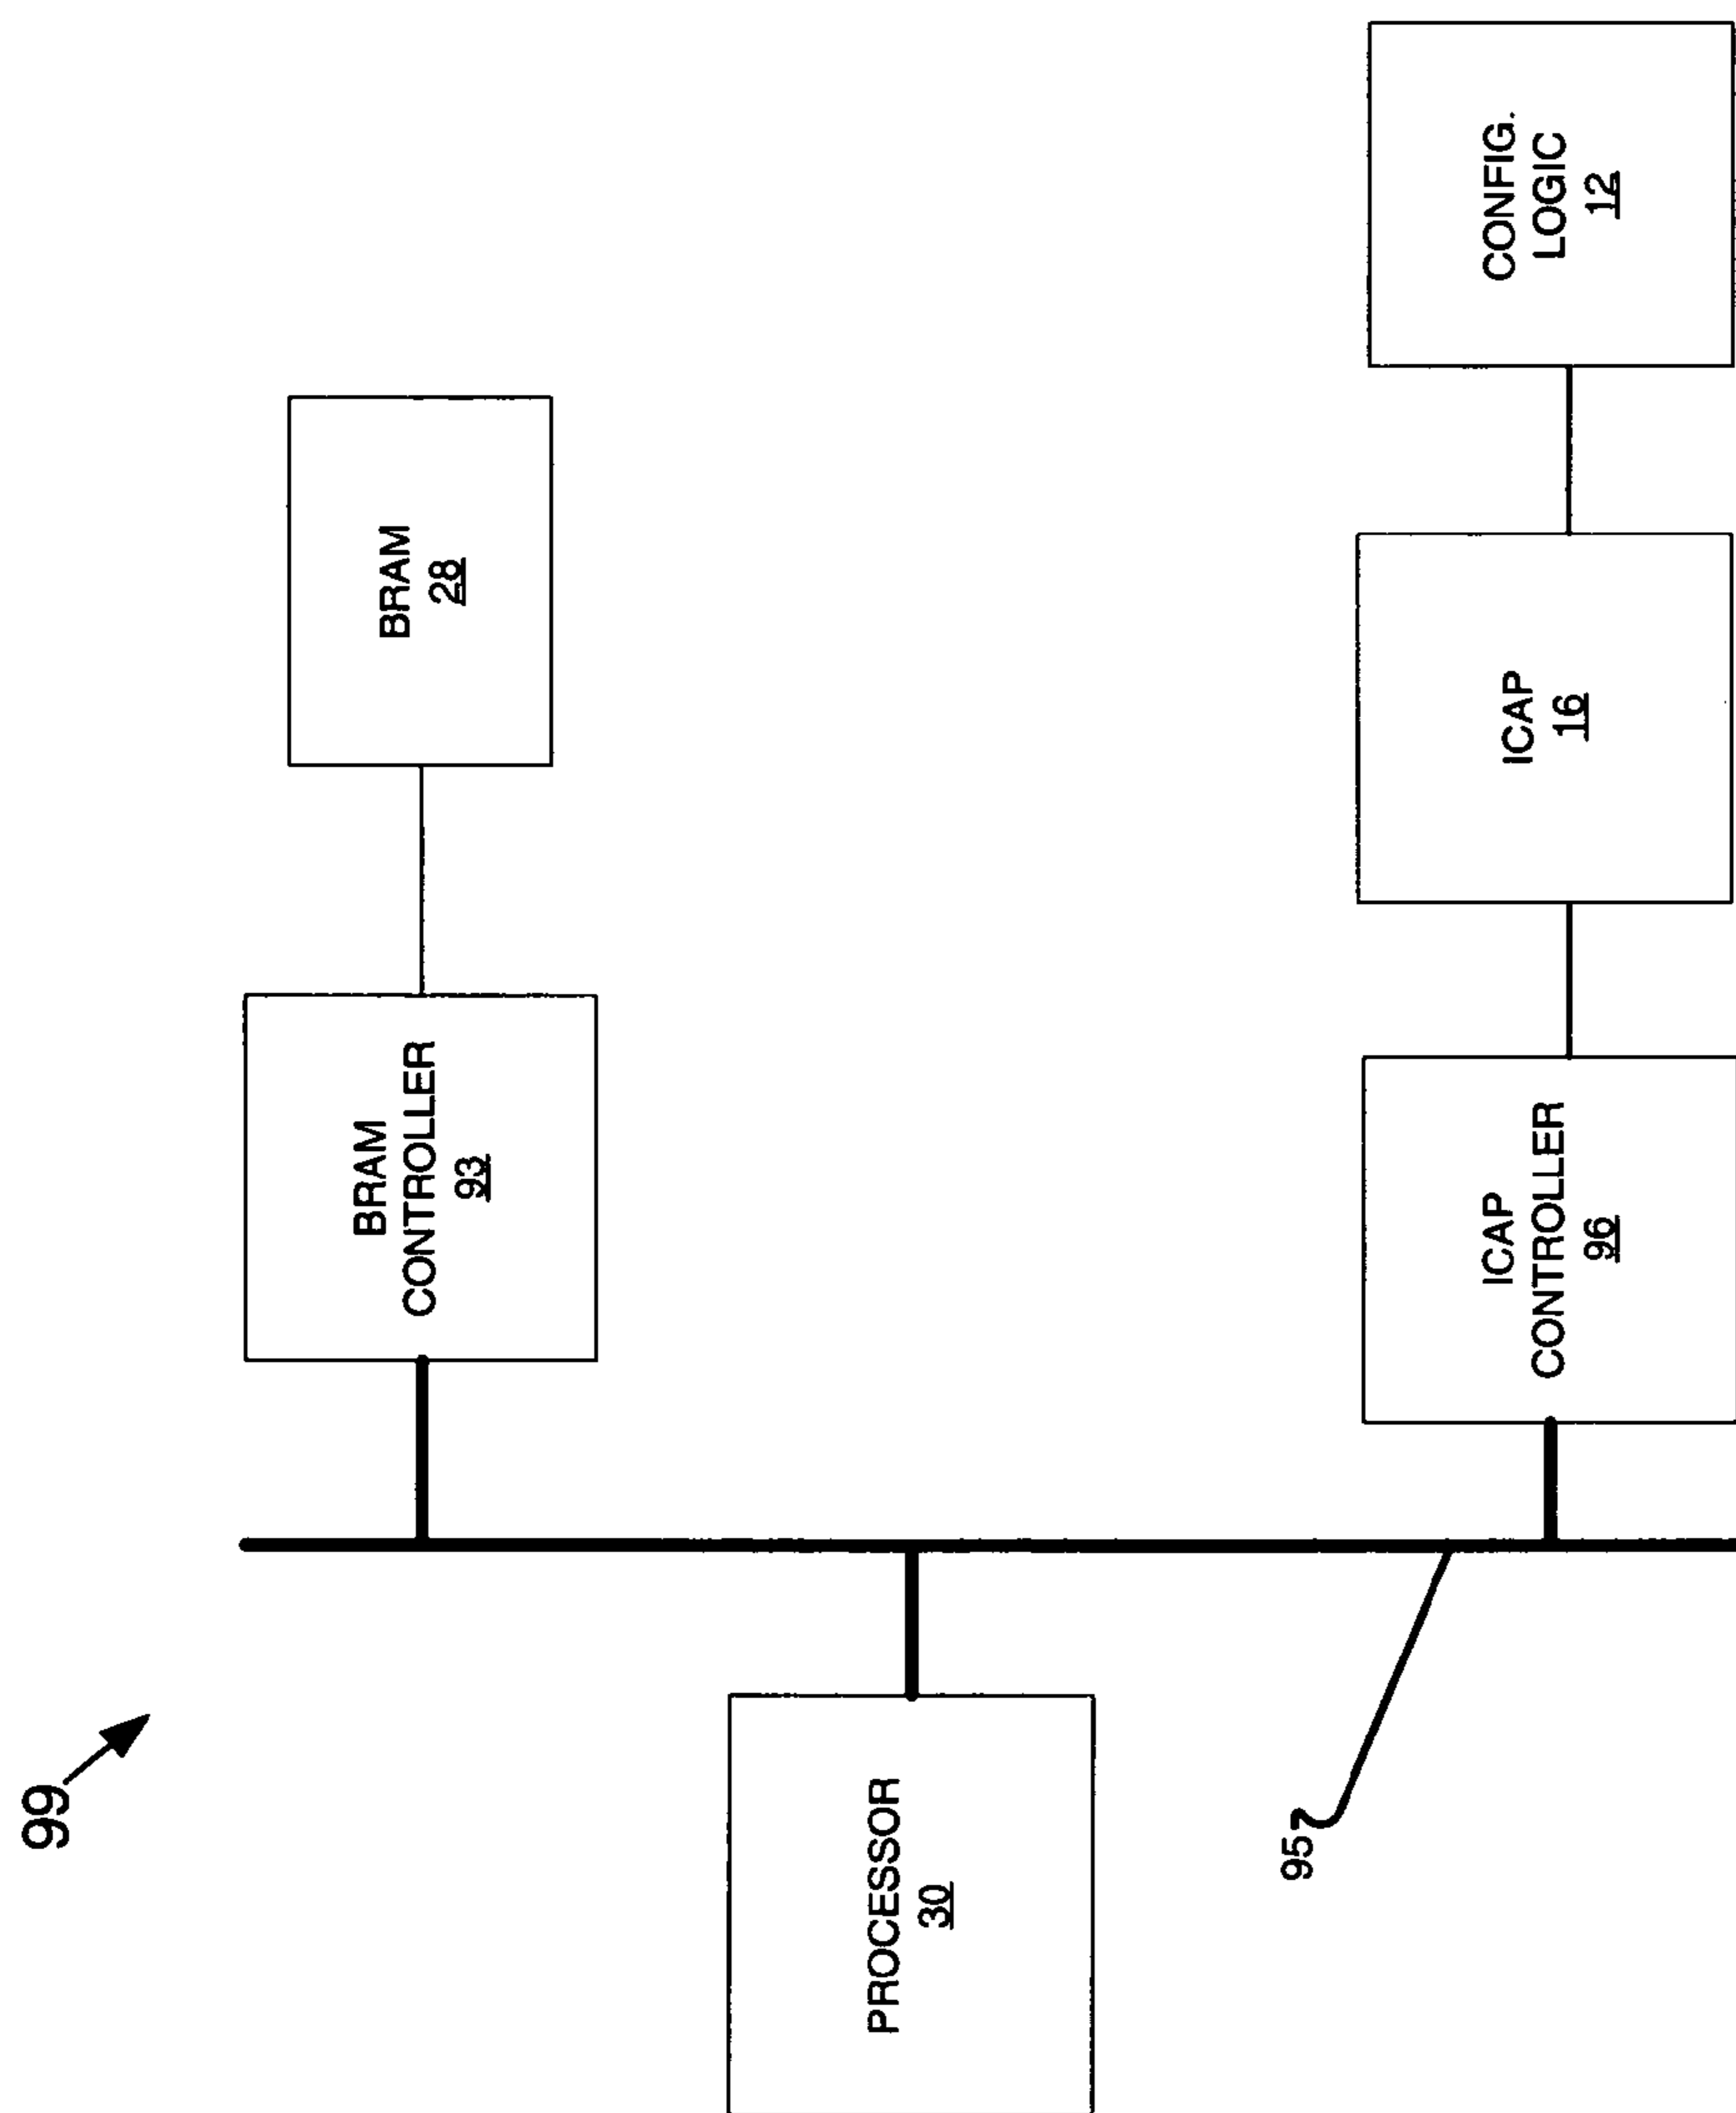 99
PROCESSOR
30
95
BRAM
CONTROLLER
93
BRAM
28
ICAP
CONTROLLER
96
ICAP
16
CONFIG.
LOGIC
12